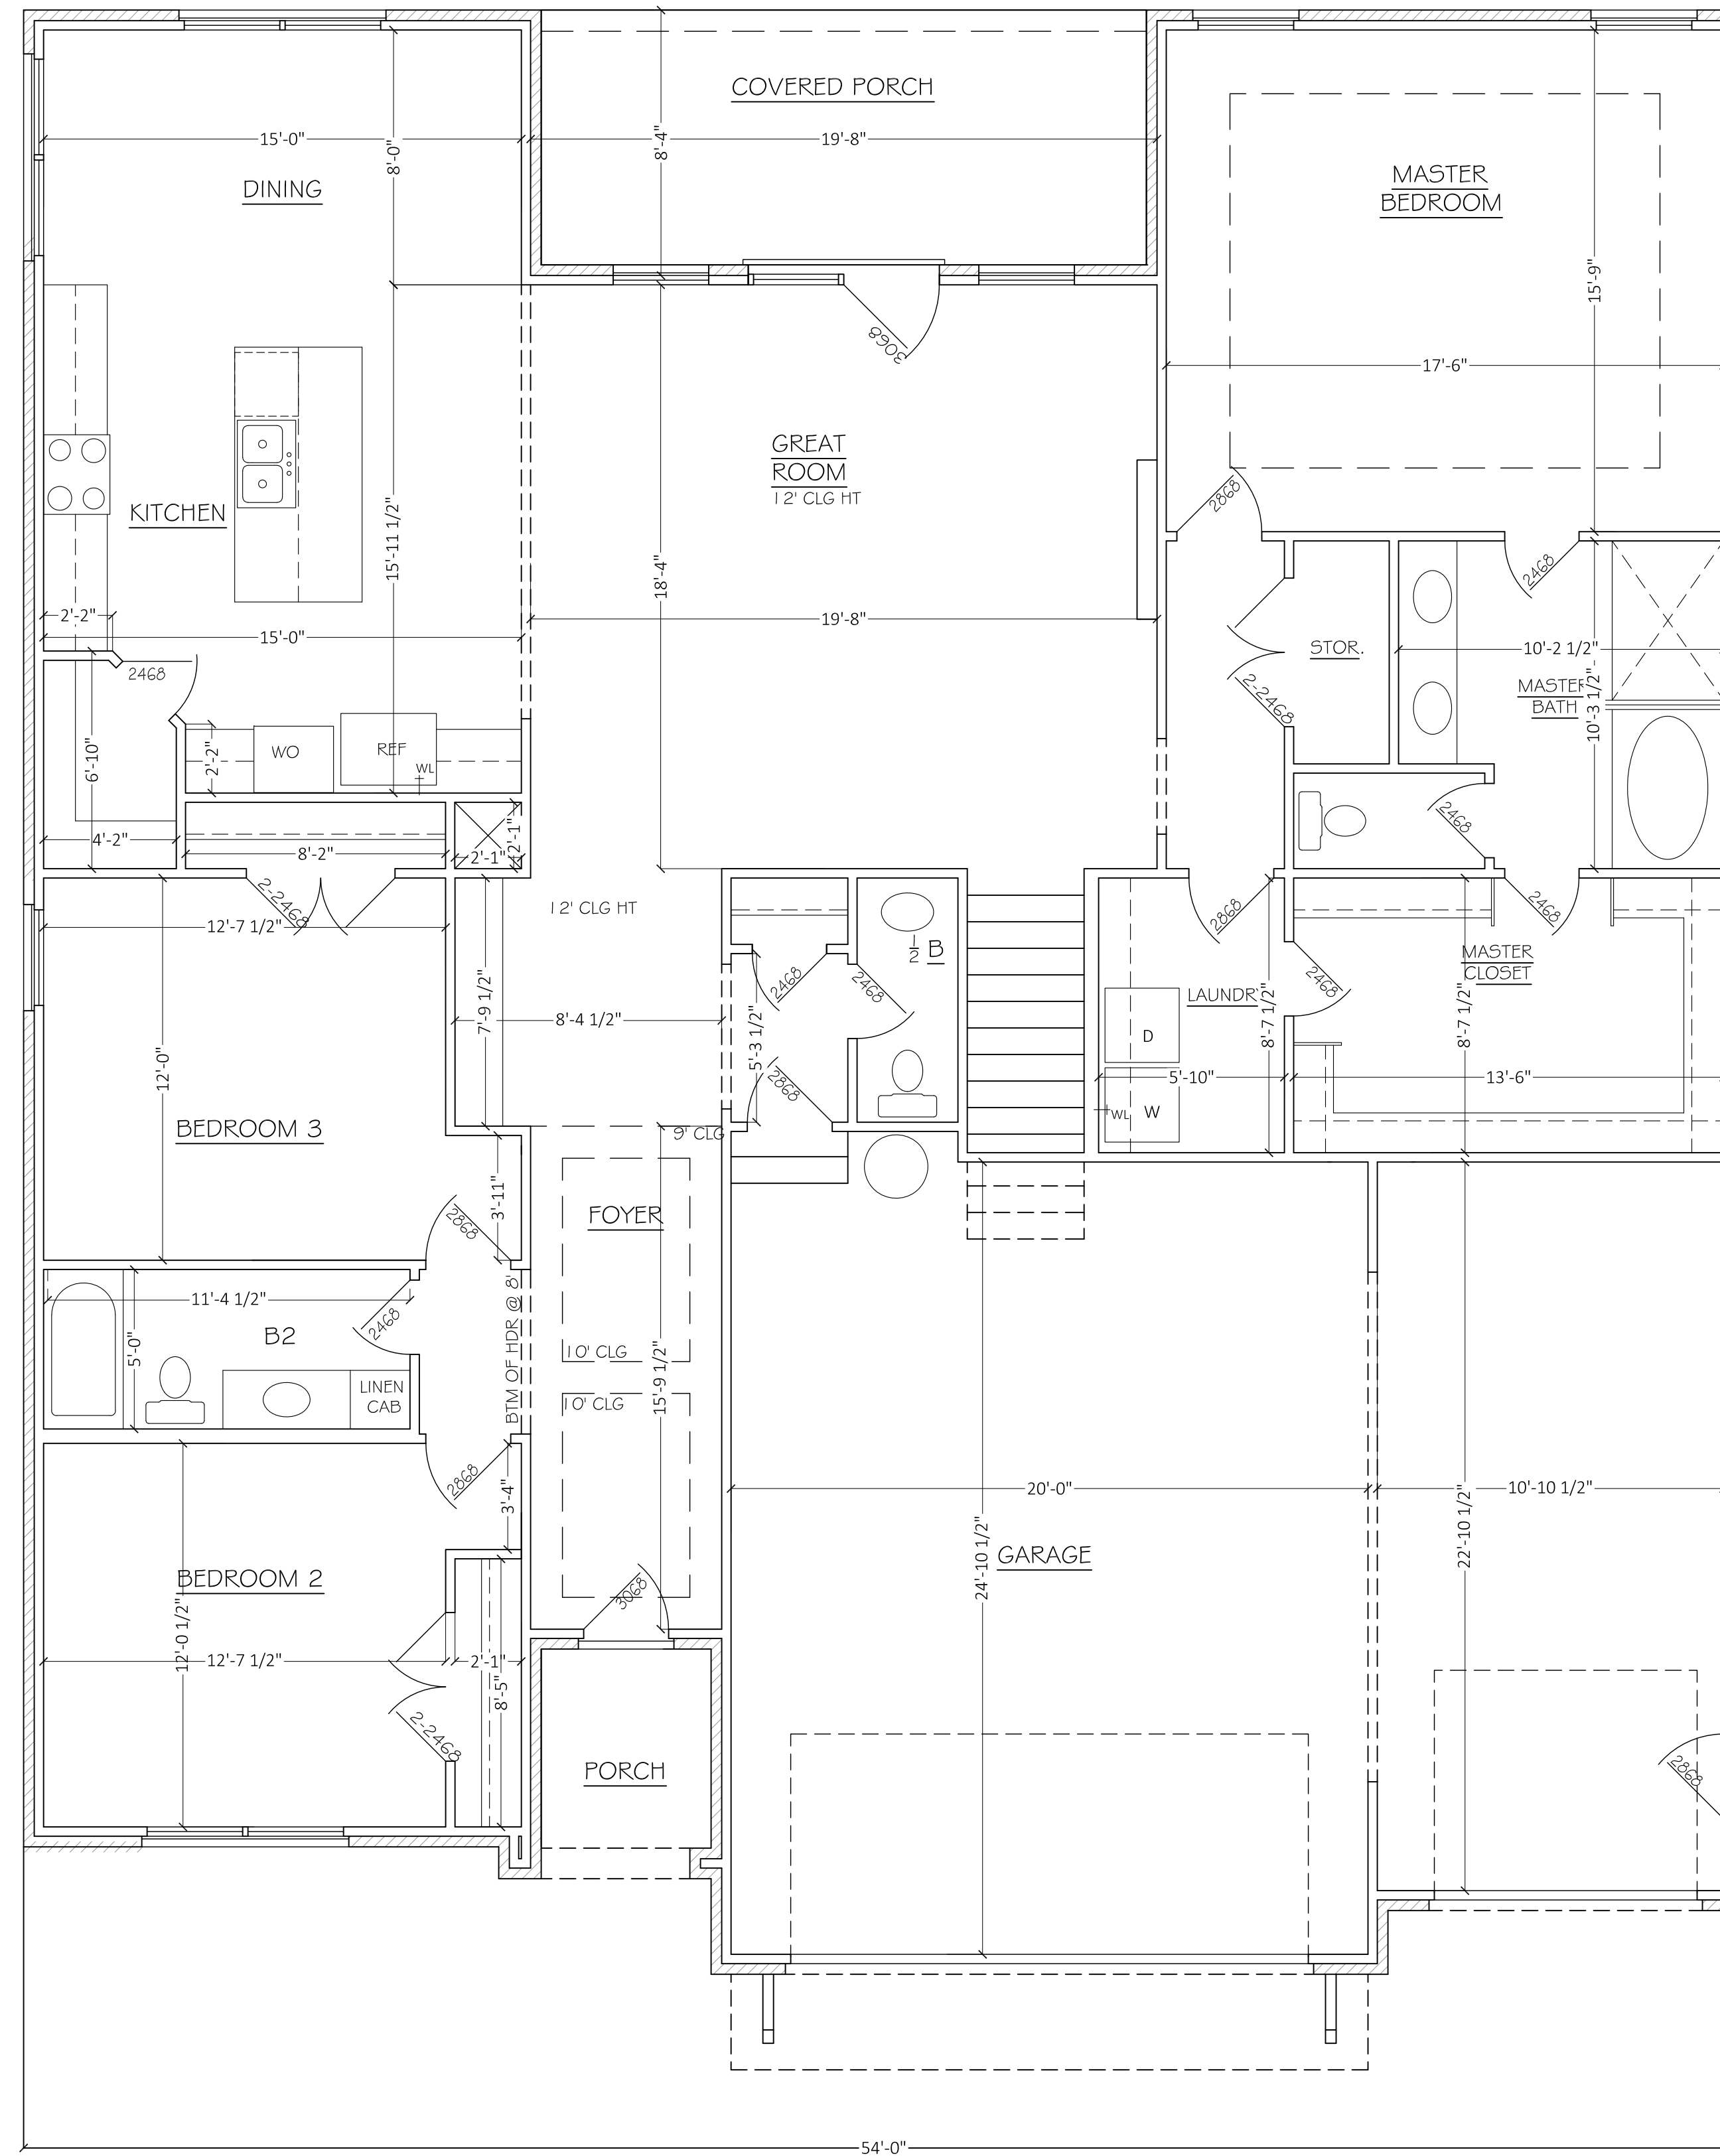 COVERED PORCH
15'-0"
8'-0"
8'-4"
19'-8"
DINING
MASTER
BEDROOM
15'-9"
17'-6"
3068
GREAT
ROOM
12' CLG HT
KITCHEN
15'-11 1/2"
18'-4"
2868
2468
2'-2"
15'-0"
19'-8"
STOR.
10'-2 1/2"
2468
2-2468
MASTER
BATH
10'-3 1/2"
6'-10"
2'-2"
WO
REF
WL
2468
4'-2"
8'-2"
2'-1"
2'-1"
2-2468
12'-7 1/2"
12' CLG HT
1/2 B
2868
2468
MASTER
CLOSET
7'-9 1/2"
8'-4 1/2"
2468
2468
5'-3 1/2"
LAUNDRY
8'-7 1/2"
2468
8'-7 1/2"
D
12'-0"
2868
5'-10"
13'-6"
WL
W
BEDROOM 3
9' CLG
3'-11"
2868
FOYER
11'-4 1/2"
2468
B2
5'-0"
BTM OF HDR @ 8'
10' CLG
15'-9 1/2"
LINEN
CAB
10' CLG
2868
3'-4"
20'-0"
10'-10 1/2"
24'-10 1/2"
22'-10 1/2"
GARAGE
BEDROOM 2
3068
12'-0 1/2"
12'-7 1/2"
2'-1"
8'-5"
2-2468
PORCH
2868
54'-0"